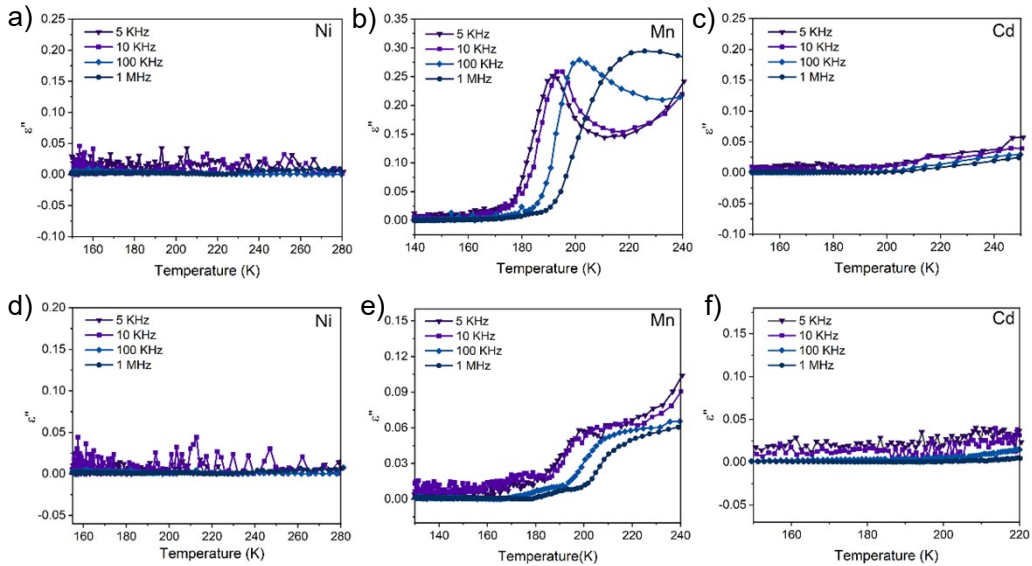 a)
Ni
5 KHz
10 KHz
100 KHz
1 MHz
0.25
0.20
0.15
0.10
0.05
0.00
-0.05
-0.10
ε"
150 160 170 180 190 200 210 220 230 240 250 260 270 280
Temperature (K)
b)
Mn
5 KHz
10 KHz
100 KHz
1 MHz
0.35
0.30
0.25
0.20
0.15
0.10
0.05
0.00
ε"
140 160 180 200 220 240
Temperature (K)
c)
Cd
5 KHz
10 KHz
100 KHz
1 MHz
0.25
0.20
0.15
0.10
0.05
0.00
-0.05
-0.10
ε"
160 180 200 220 240
Temperature (K)
d)
Ni
5 KHz
10 KHz
100 KHz
1 MHz
0.20
0.15
0.10
0.05
0.00
-0.05
ε"
160 180 200 220 240 260 280
Temperature (K)
e)
Mn
5 KHz
10 KHz
100 KHz
1 MHz
0.15
0.12
0.09
0.06
0.03
0.00
ε"
140 160 180 200 220 240
Temperature(K)
f)
Cd
5 KHz
10 KHz
100 KHz
1 MHz
0.15
0.10
0.05
0.00
-0.05
ε"
160 180 200 220
Temperature (K)